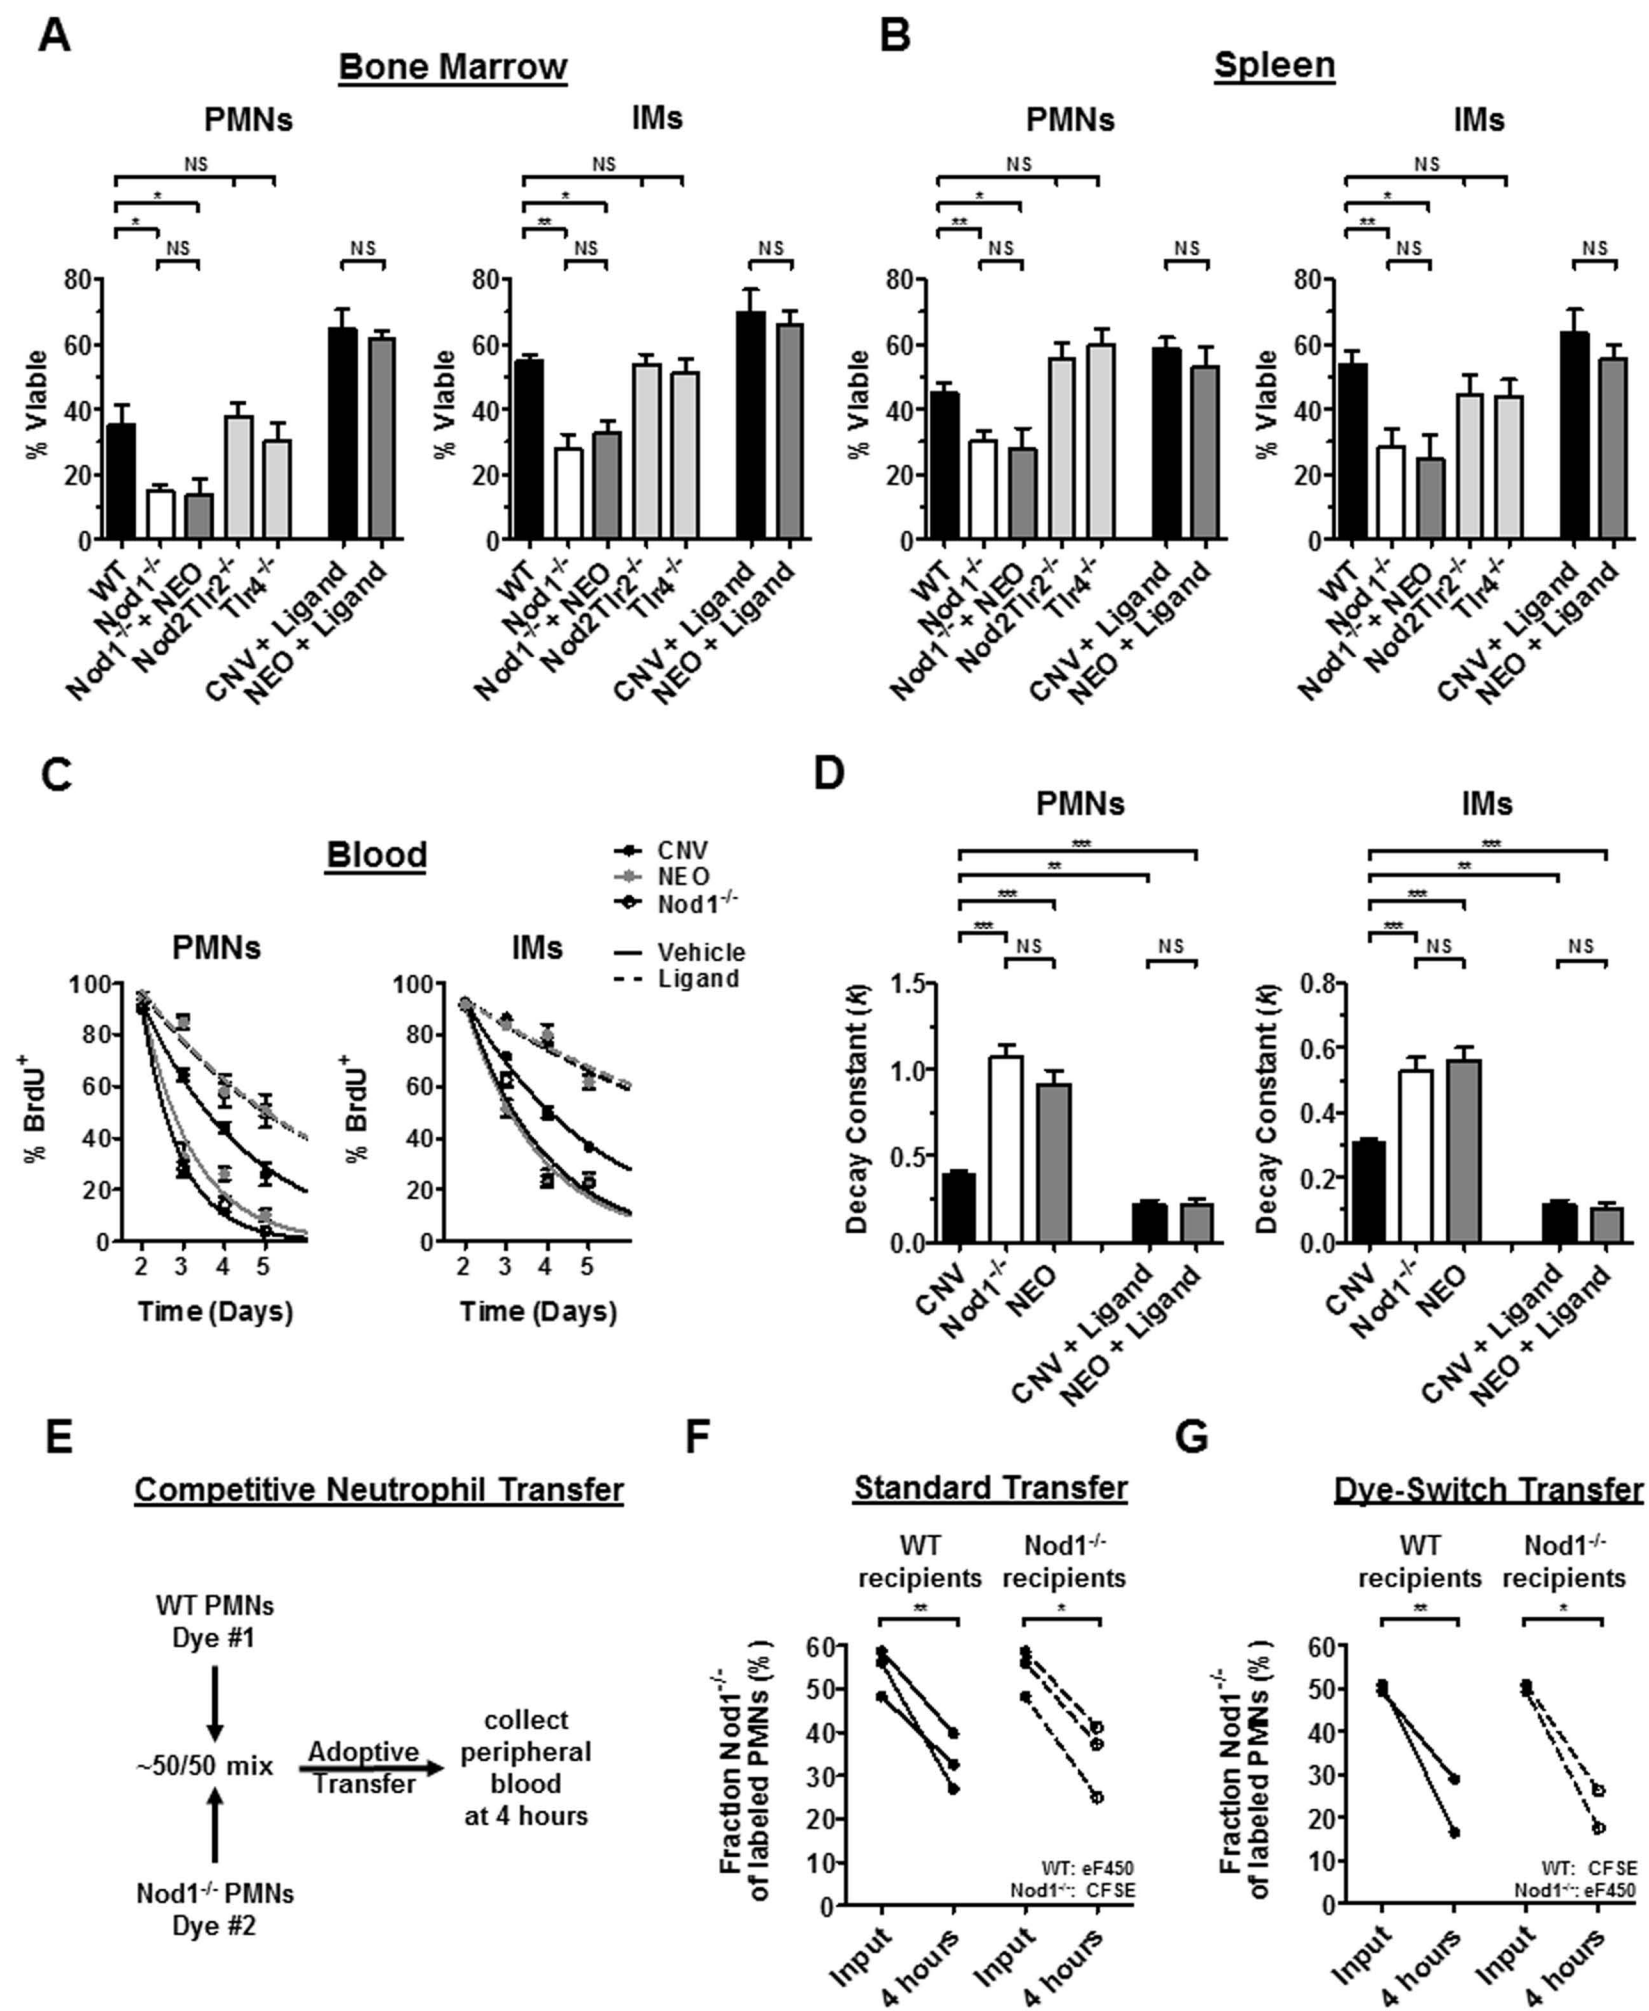 A
Bone Marrow
PMNs
NS
*
*
NS
NS
% Viable
80
60
40
20
0
WT
Nod1-/-
Nod1-/- + NEO
Nod2Tlr2-/-
Tlr4-/-
CNV + Ligand
NEO + Ligand
IMs
NS
*
**
NS
NS
% Viable
80
60
40
20
0
WT
Nod1-/-
Nod1-/- + NEO
Nod2Tlr2-/-
Tlr4-/-
CNV + Ligand
NEO + Ligand
B
Spleen
PMNs
NS
*
**
NS
NS
% Viable
80
60
40
20
0
WT
Nod1-/-
Nod1-/- + NEO
Nod2Tlr2-/-
Tlr4-/-
CNV + Ligand
NEO + Ligand
IMs
NS
*
**
NS
NS
% Viable
80
60
40
20
0
WT
Nod1-/-
Nod1-/- + NEO
Nod2Tlr2-/-
Tlr4-/-
CNV + Ligand
NEO + Ligand
C
Blood
CNV
NEO
Nod1-/-
Vehicle
Ligand
PMNs
% BrdU+
100
80
60
40
20
0
2 3 4 5
Time (Days)
IMs
% BrdU+
100
80
60
40
20
0
2 3 4 5
Time (Days)
D
PMNs
***
**
***
***
NS
NS
Decay Constant (k)
1.5
1.0
0.5
0.0
CNV
Nod1-/-
NEO
CNV + Ligand
NEO + Ligand
IMs
***
**
***
***
NS
NS
Decay Constant (k)
0.8
0.6
0.4
0.2
0.0
CNV
Nod1-/-
NEO
CNV + Ligand
NEO + Ligand
E
Competitive Neutrophil Transfer
WT PMNs
Dye #1
~50/50 mix
Nod1-/- PMNs
Dye #2
Adoptive
Transfer
collect
peripheral
blood
at 4 hours
F
Standard Transfer
WT
recipients
Nod1-/-
recipients
**
*
Fraction Nod1-/-
of labeled PMNs (%)
60
50
40
30
20
10
0
WT: eF450
Nod1-/-: CFSE
Input
4 hours
Input
4 hours
G
Dye-Switch Transfer
WT
recipients
Nod1-/-
recipients
**
*
Fraction Nod1-/-
of labeled PMNs (%)
60
50
40
30
20
10
0
WT: CFSE
Nod1-/-: eF450
Input
4 hours
Input
4 hours